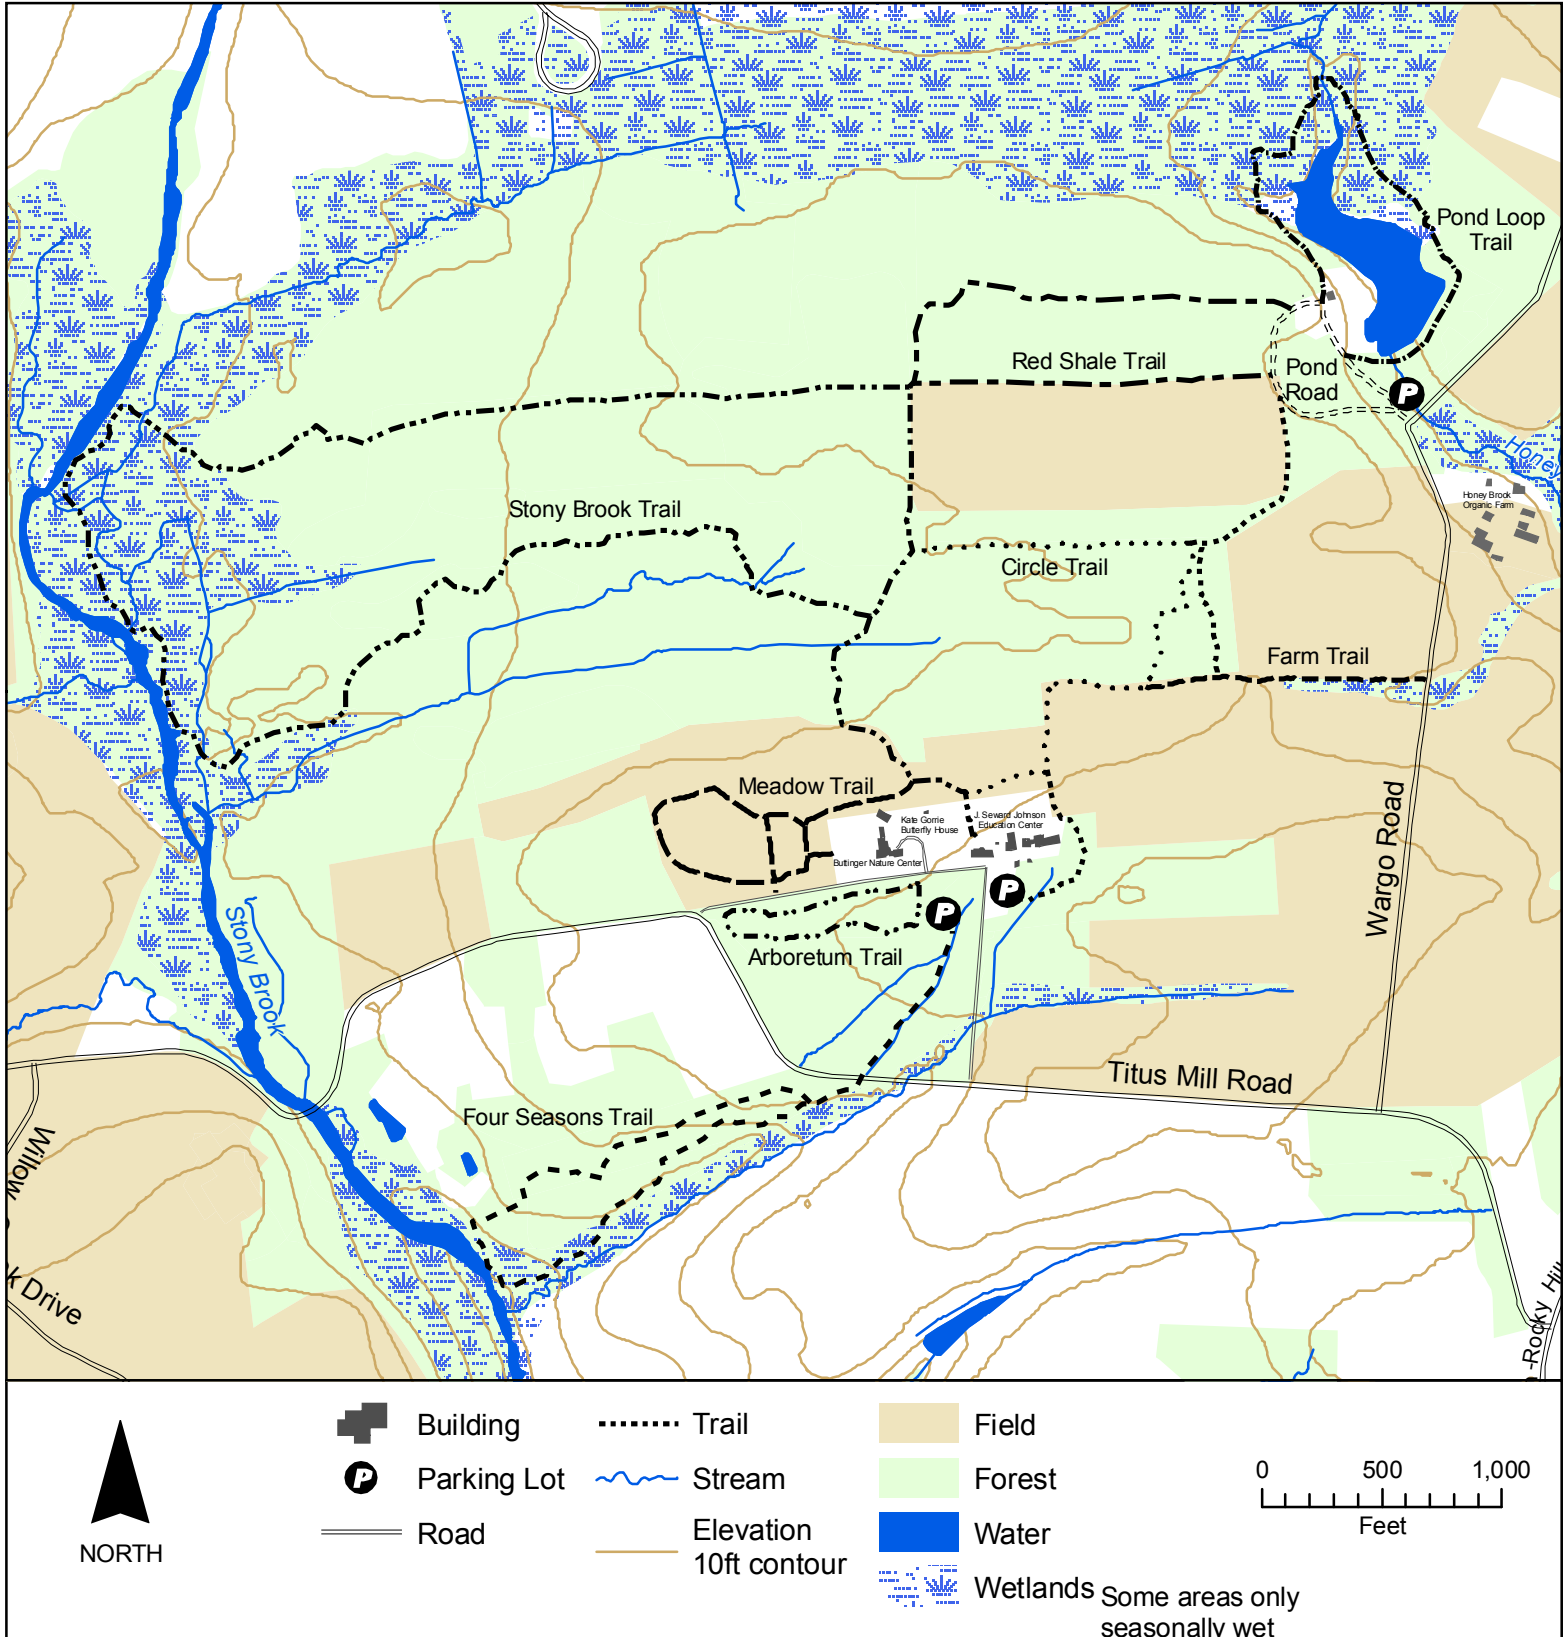 Pond Loop
Trail
Red Shale Trail
Pond
Road
P
Honey
Honey Brook
Organic Farm
Stony Brook Trail
Circle Trail
Farm Trail
Meadow Trail
Kate Gorrie
Butterfly House
J. Seward Johnson
Education Center
Buttinger Nature Center
P
P
Wargo Road
Stony Brook
Arboretum Trail
Titus Mill Road
Four Seasons Trail
Willow
k Drive
-Rocky Hill
NORTH
Building
P
Parking Lot
Road
Trail
Stream
Elevation
10ft contour
Field
Forest
Water
Wetlands
Some areas only
seasonally wet
0 500 1,000
Feet